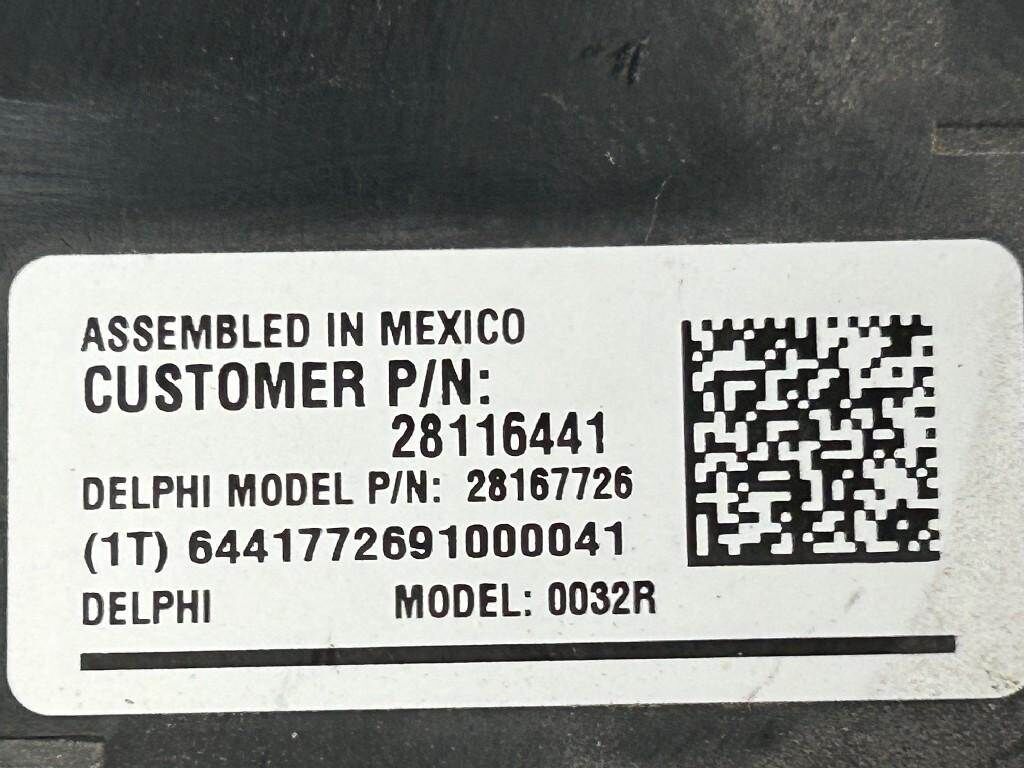 ASSEMBLED IN MEXICO
CUSTOMER P/N:
28116441
DELPHI MODEL P/N: 28167726
(1T) 6441772691000041
DELPHI MODEL: 0032R